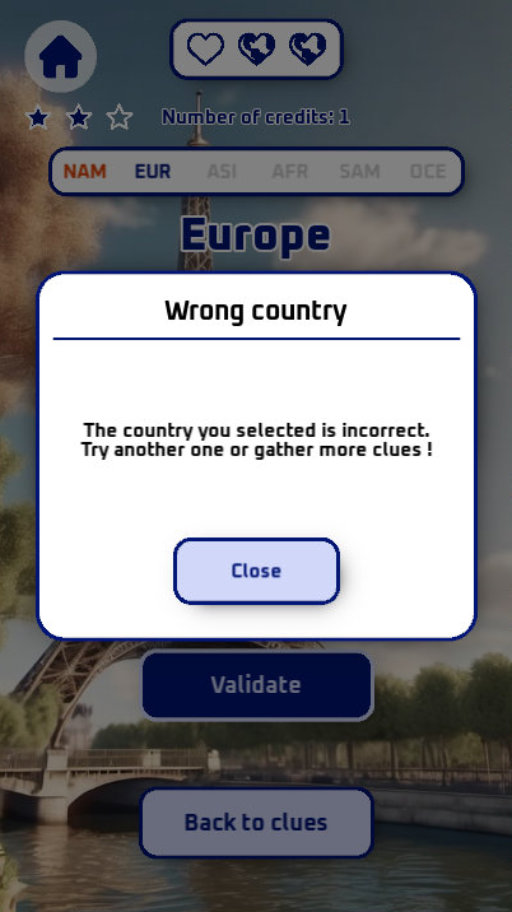 Number of credits: 1
NAM EUR ASI AFR SAM OCE
Europe
Wrong country
The country you selected is incorrect.
Try another one or gather more clues !
Close
Validate
Back to clues